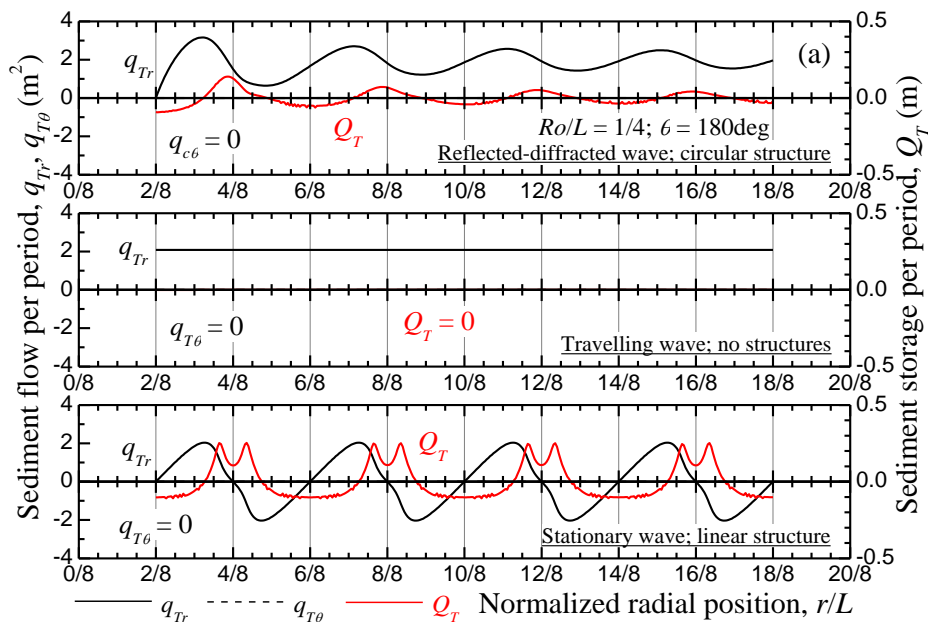 Sediment flow per period, q_Tr, q_Tθ (m²)
Sediment storage per period, Q_T (m)
4
2
0
-2
-4
0.5
0.0
0.5
q_Tr
(a)
q_cθ = 0
Q_T
Ro/L = 1/4; θ = 180deg
Reflected-diffracted wave; circular structure
0/8 2/8 4/8 6/8 8/8 10/8 12/8 14/8 16/8 18/8 20/8
4
2
0
-2
-4
0.5
0.0
0.5
q_Tr
q_Tθ = 0
Q_T = 0
Travelling wave; no structures
0/8 2/8 4/8 6/8 8/8 10/8 12/8 14/8 16/8 18/8 20/8
4
2
0
-2
-4
0.5
0.0
0.5
q_Tr
Q_T
q_Tθ = 0
Stationary wave; linear structure
0/8 2/8 4/8 6/8 8/8 10/8 12/8 14/8 16/8 18/8 20/8
q_Tr q_Tθ Q_T Normalized radial position, r/L